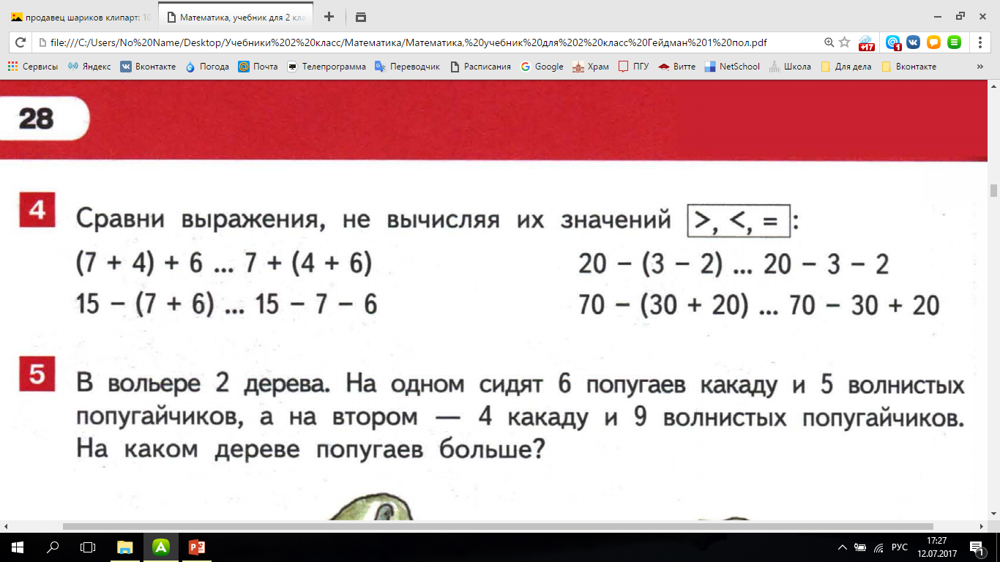 продавец шариков клипарт: 10
Математика, учебник для 2 кла
file:///C:/Users/No%20Name/Desktop/Учебники%202%20класс/Математика/Математика,%20учебник%20для%202%20класс%20Гейдман%201%20пол.pdf
+17
1
Сервисы Яндекс Вконтакте Погода Почта Телепрограмма Переводчик Расписания Google Храм ПГУ Витте NetSchool Школа Для дела Вконтакте »
28
4 Сравни выражения, не вычисляя их значений >, <, = :
(7 + 4) + 6 ... 7 + (4 + 6) 20 – (3 – 2) ... 20 – 3 – 2
15 – (7 + 6) ... 15 – 7 – 6 70 – (30 + 20) ... 70 – 30 + 20
5 В вольере 2 дерева. На одном сидят 6 попугаев какаду и 5 волнистых
попугайчиков, а на втором — 4 какаду и 9 волнистых попугайчиков.
На каком дереве попугаев больше?
РУС
17:27
12.07.2017
1